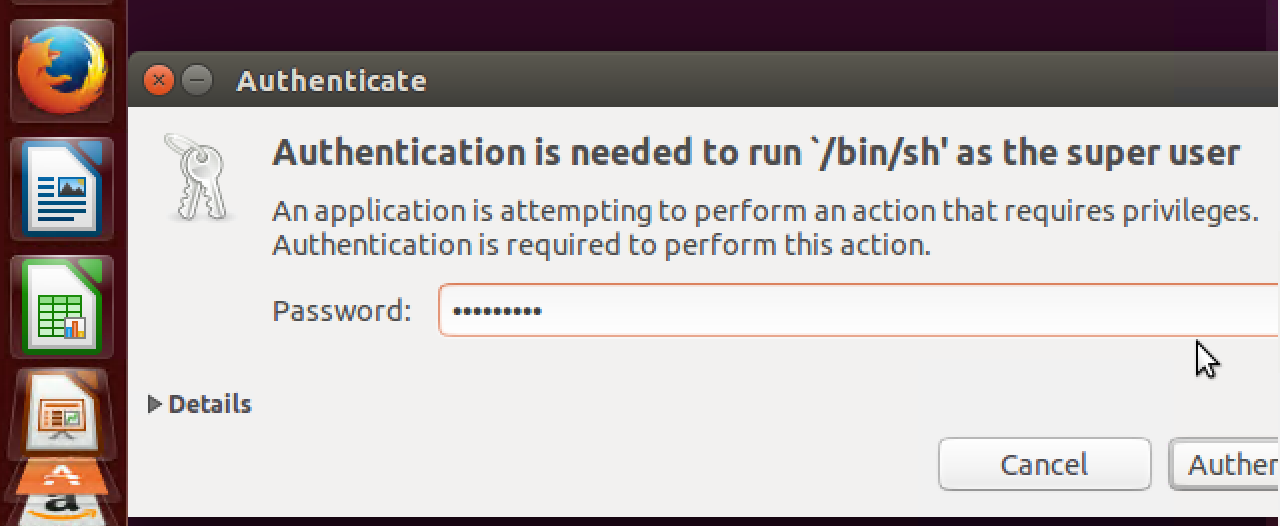 Authenticate
Authentication is needed to run `/bin/sh' as the super user
An application is attempting to perform an action that requires privileges.
Authentication is required to perform this action.
Password: •••••••••
Details
Cancel
Authen